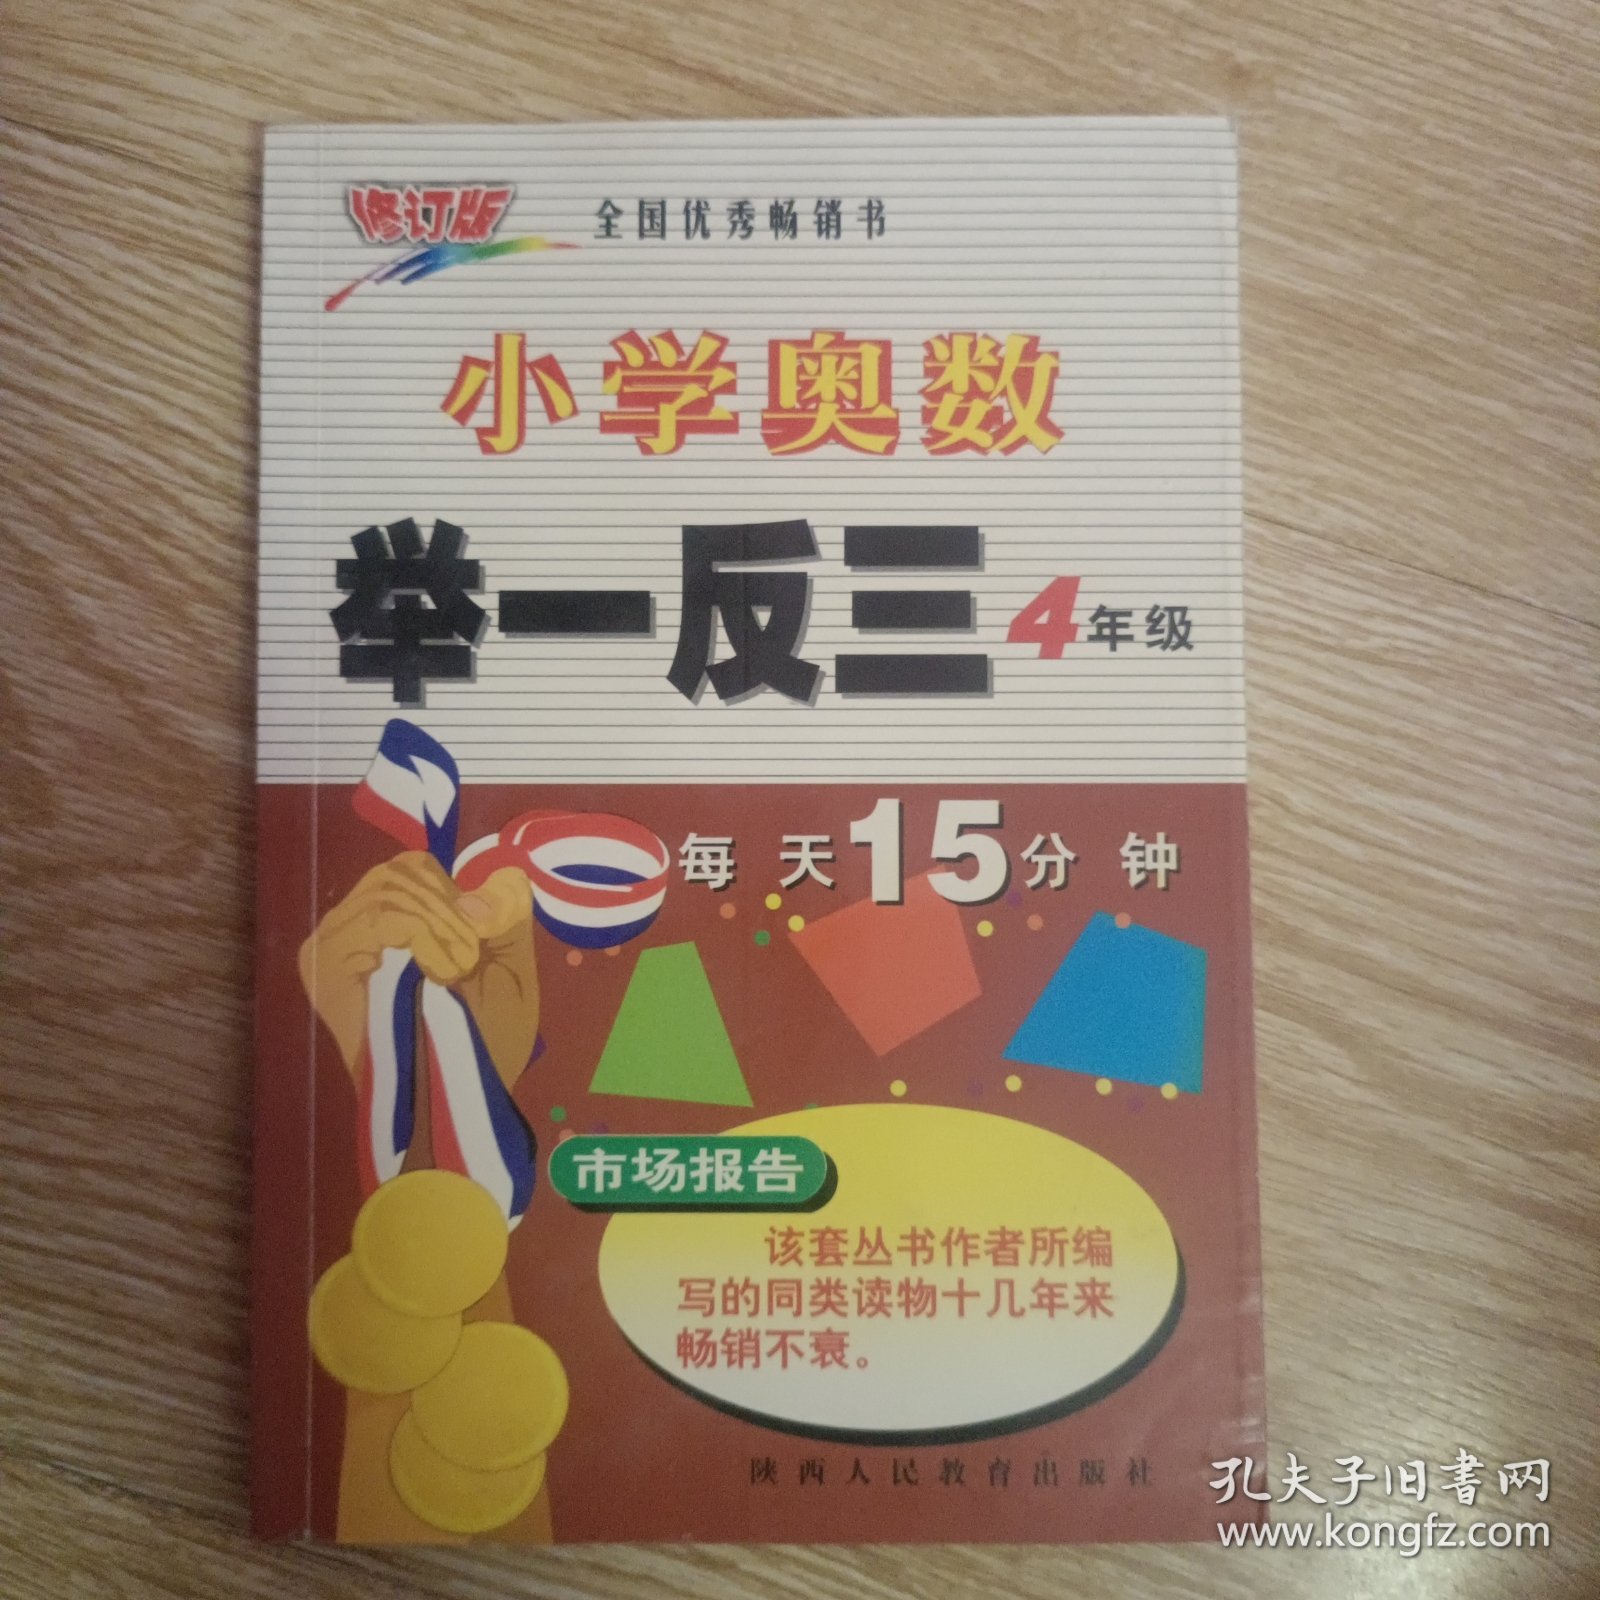 修订版
全国优秀畅销书
小学奥数
举一反三4年级
每天15分钟
市场报告
该套丛书作者所编
写的同类读物十几年来
畅销不衰。
陕西人民教育出版社
孔夫子旧书网
www.kongfz.com